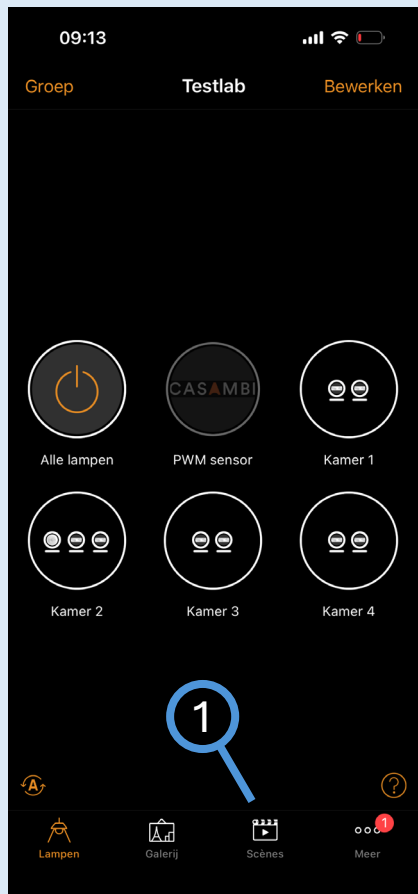 09:13
Groep Testlab Bewerken
CASAMBI
Alle lampen PWM sensor Kamer 1
Kamer 2 Kamer 3 Kamer 4
1
A ?
1
Lampen Galerij Scènes Meer